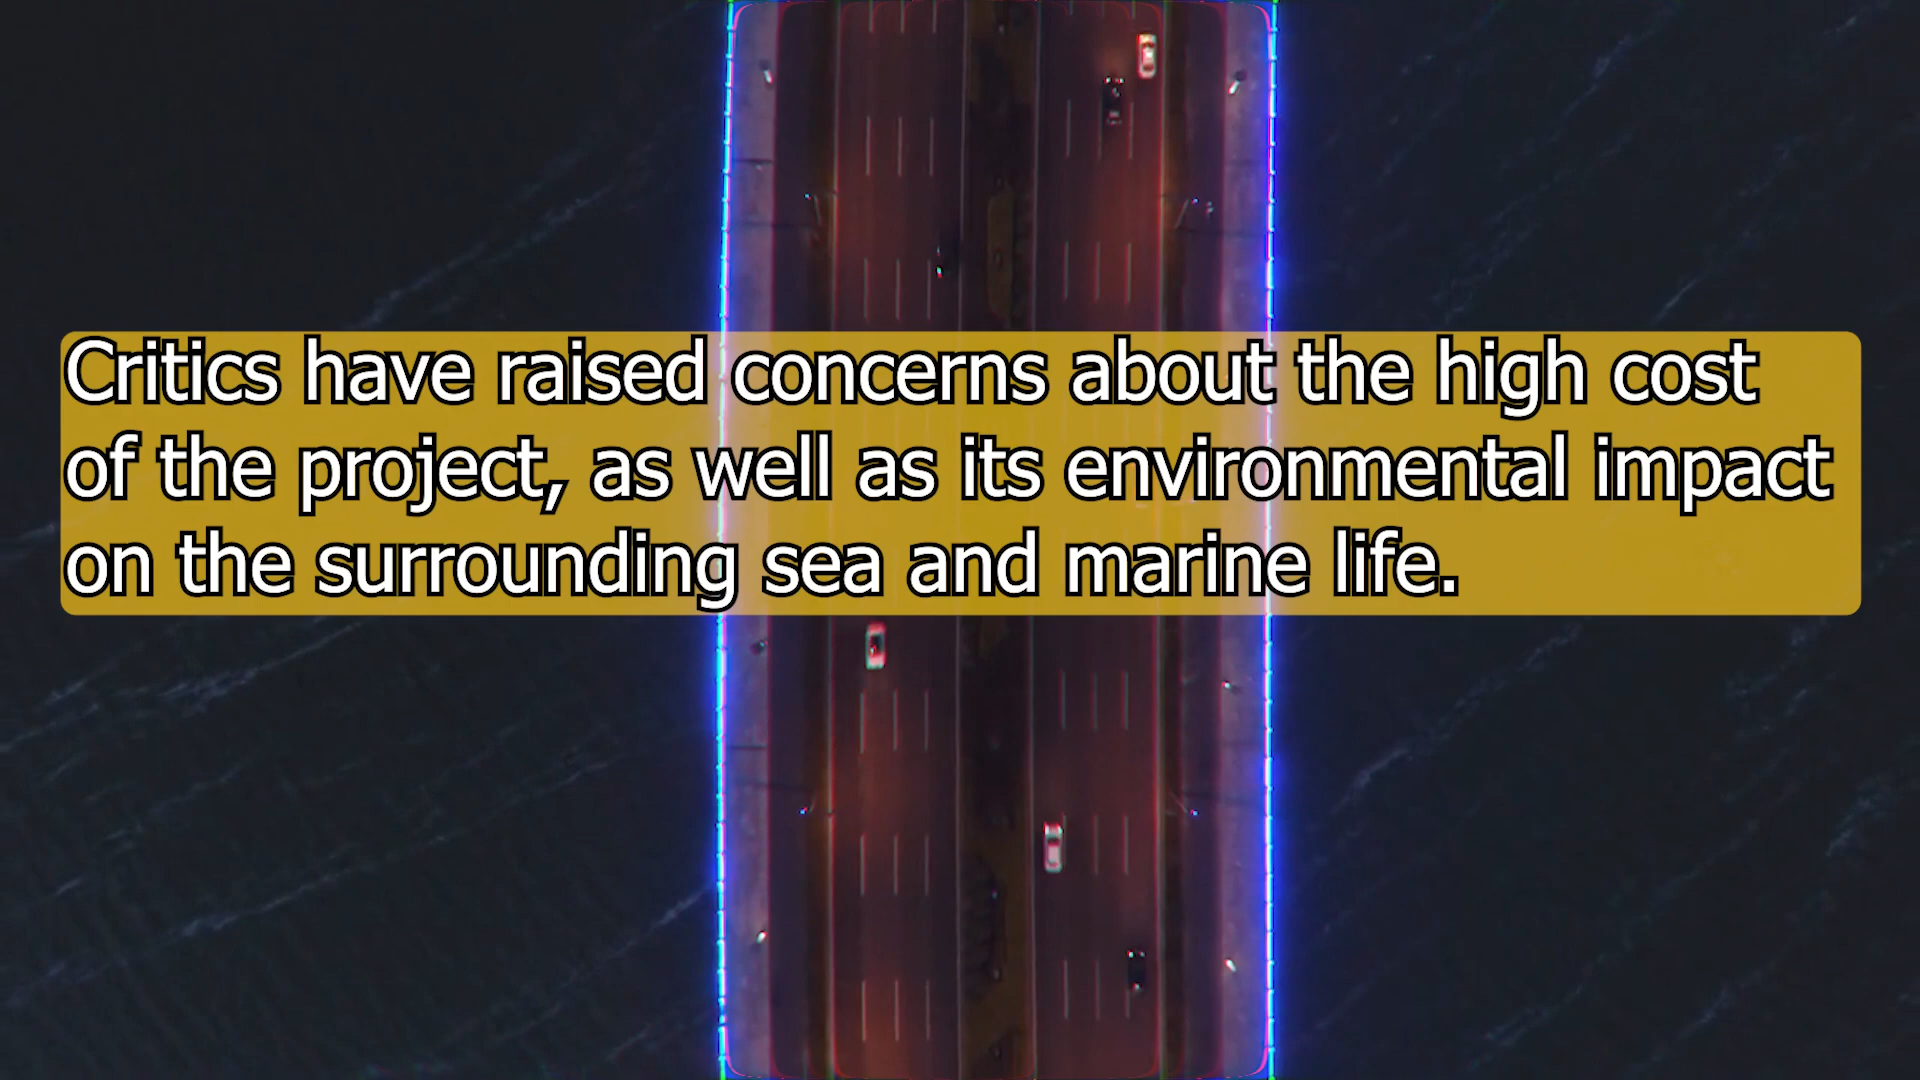 Critics have raised concerns about the high cost
of the project, as well as its environmental impact
on the surrounding sea and marine life.